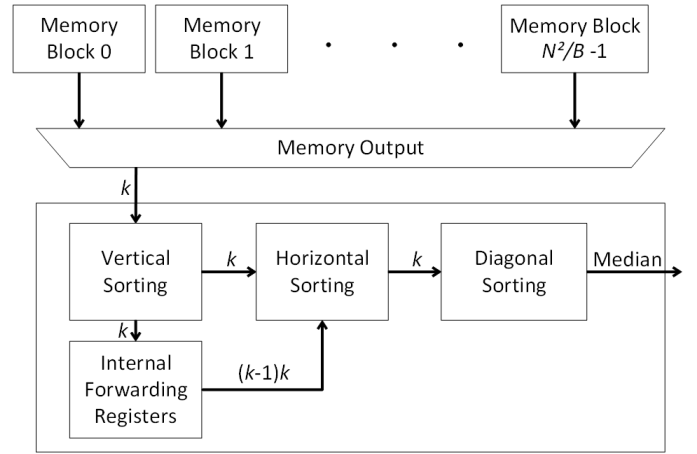 Memory
Block 0
Memory
Block 1
. . .
Memory Block
N²/B -1
Memory Output
k
Vertical
Sorting
k
Horizontal
Sorting
k
Diagonal
Sorting
Median
k
Internal
Forwarding
Registers
(k-1)k